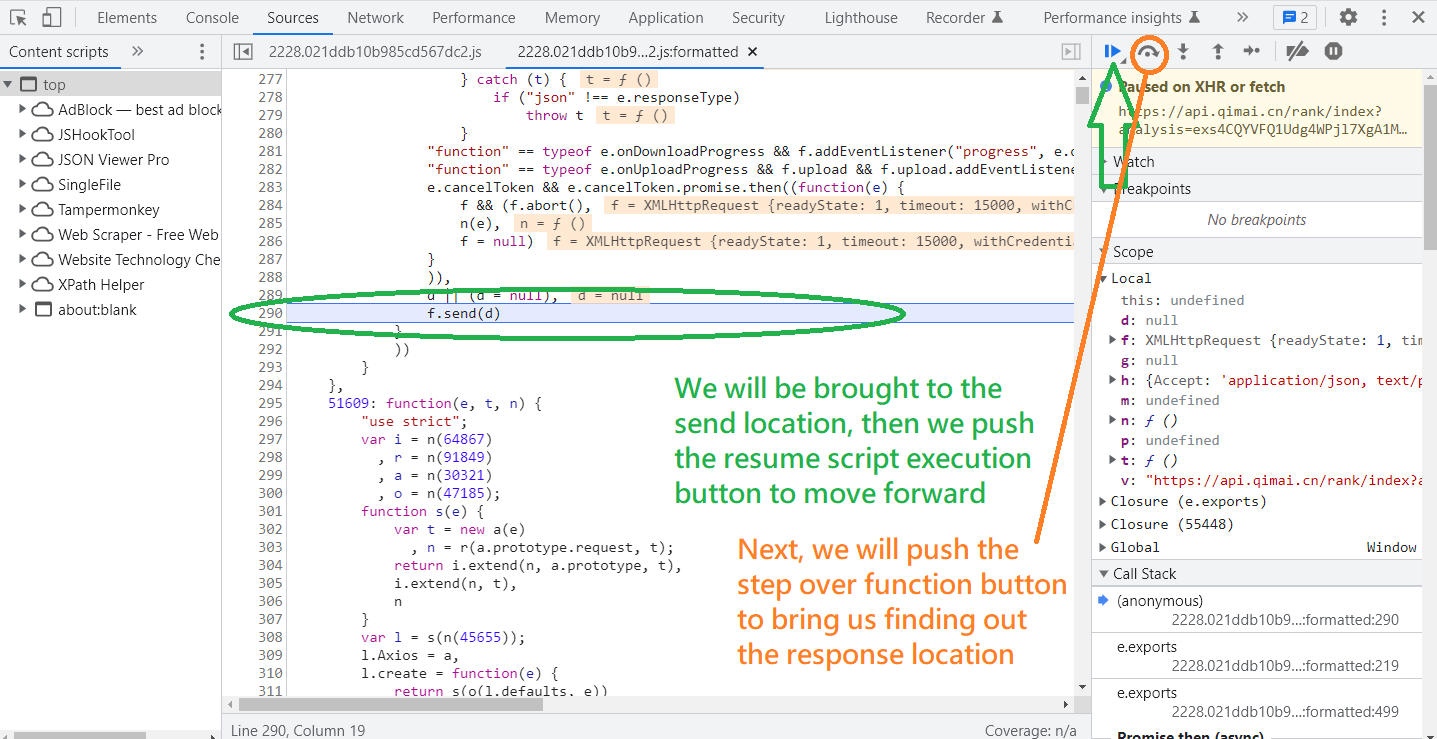 Elements Console Sources Network Performance Memory Application Security Lighthouse Recorder Performance insights 2
Content scripts
2228.021ddb10b985cd567dc2.js 2228.021ddb10b9...2.js:formatted
top
AdBlock — best ad block
JSHookTool
JSON Viewer Pro
SingleFile
Tampermonkey
Web Scraper - Free Web
Website Technology Che
XPath Helper
about:blank
277 } catch (t) { t = ƒ ()
278 if ("json" !== e.responseType)
279 throw t t = ƒ ()
280 }
281 "function" == typeof e.onDownloadProgress && f.addEventListener("progress", e.o
282 "function" == typeof e.onUploadProgress && f.upload && f.upload.addEventListene
283 e.cancelToken && e.cancelToken.promise.then((function(e) {
284 f && (f.abort(), f = XMLHttpRequest {readyState: 1, timeout: 15000, withC
285 n(e), n = ƒ ()
286 f = null) f = XMLHttpRequest {readyState: 1, timeout: 15000, withCredentia
287 }
288 )),
289 d || (d = null), d = null
290 f.send(d)
291 }
292 ))
293 }
294 },
295 51609: function(e, t, n) {
296 "use strict";
297 var i = n(64867)
298 , r = n(91849)
299 , a = n(30321)
300 , o = n(47185);
301 function s(e) {
302 var t = new a(e)
303 , n = r(a.prototype.request, t);
304 return i.extend(n, a.prototype, t),
305 i.extend(n, t),
306 n
307 }
308 var l = s(n(45655));
309 l.Axios = a,
310 l.create = function(e) {
311 return s(o(l.defaults, e))
We will be brought to the
send location, then we push
the resume script execution
button to move forward
Next, we will push the
step over function button
to bring us finding out
the response location
Line 290, Column 19 Coverage: n/a
Paused on XHR or fetch
https://api.qimai.cn/rank/index?
analysis=exs4CQYVFQ1Udg4WPjl7XgA1M…
Watch
Breakpoints
No breakpoints
Scope
Local
this: undefined
d: null
f: XMLHttpRequest {readyState: 1, tim
g: null
h: {Accept: 'application/json, text/p
m: undefined
n: ƒ ()
p: undefined
t: ƒ ()
v: "https://api.qimai.cn/rank/index?a
Closure (e.exports)
Closure (55448)
Global Window
Call Stack
(anonymous)
2228.021ddb10b9...:formatted:290
e.exports
2228.021ddb10b9...:formatted:219
e.exports
2228.021ddb10b9...:formatted:499
Promise.then (async)